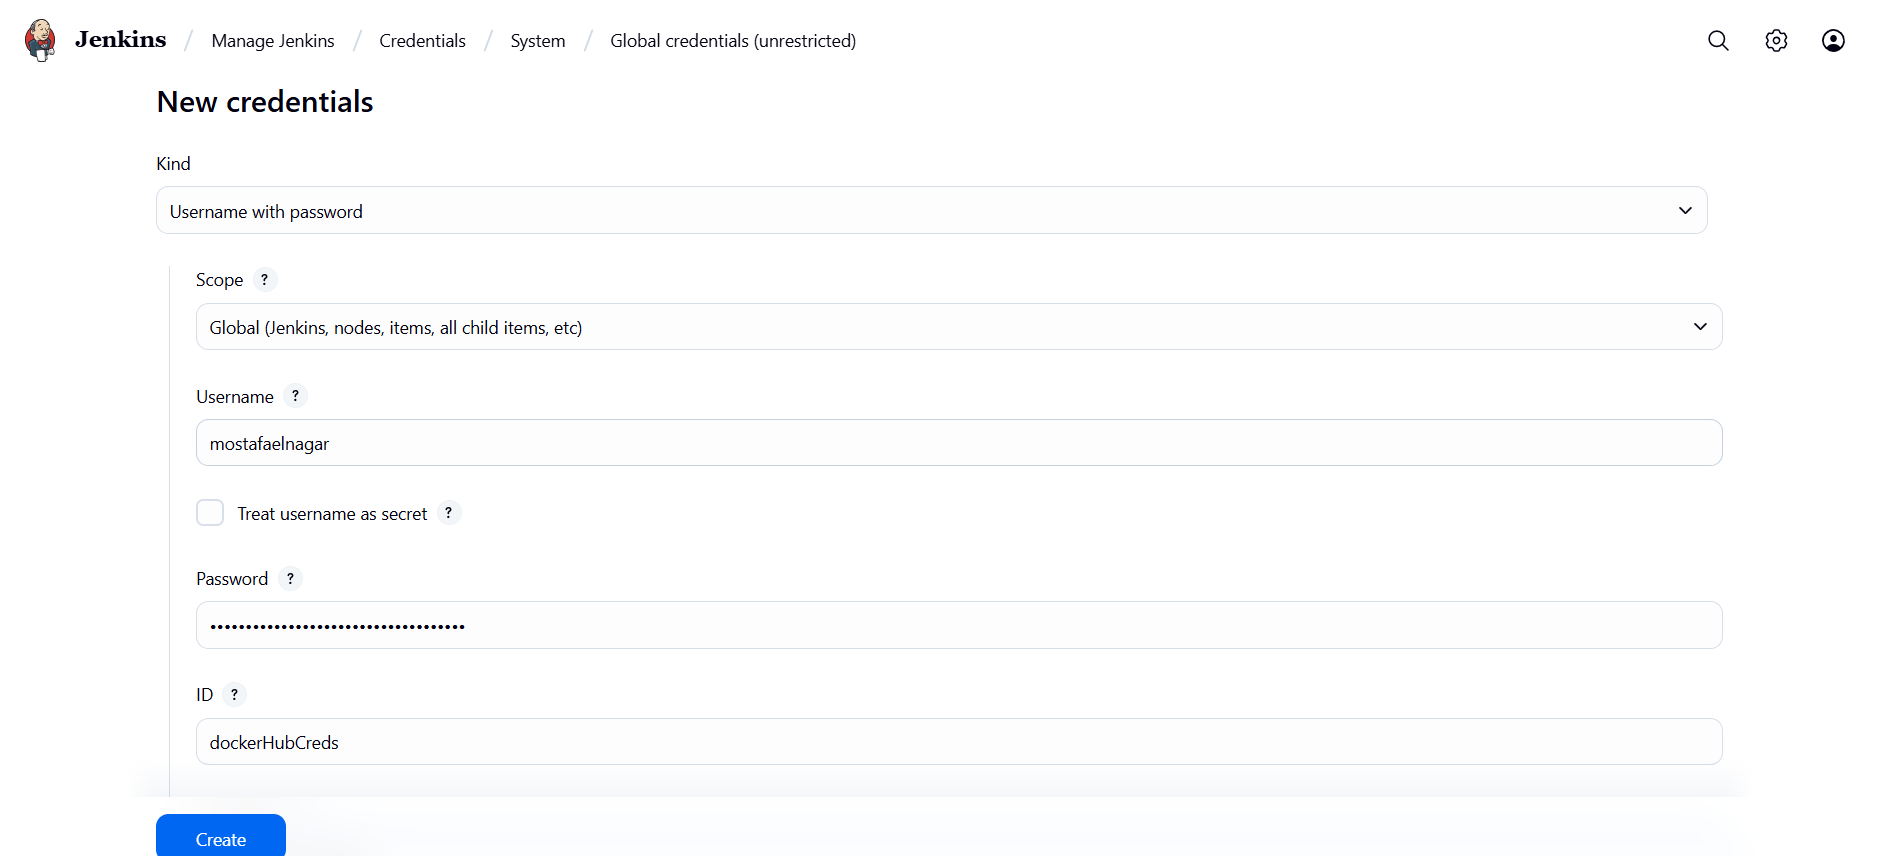 Jenkins / Manage Jenkins / Credentials / System / Global credentials (unrestricted)
New credentials
Kind
Username with password
Scope ?
Global (Jenkins, nodes, items, all child items, etc)
Username ?
mostafaelnagar
Treat username as secret ?
Password ?
••••••••••••••••••••••••••••••••••••
ID ?
dockerHubCreds
Create